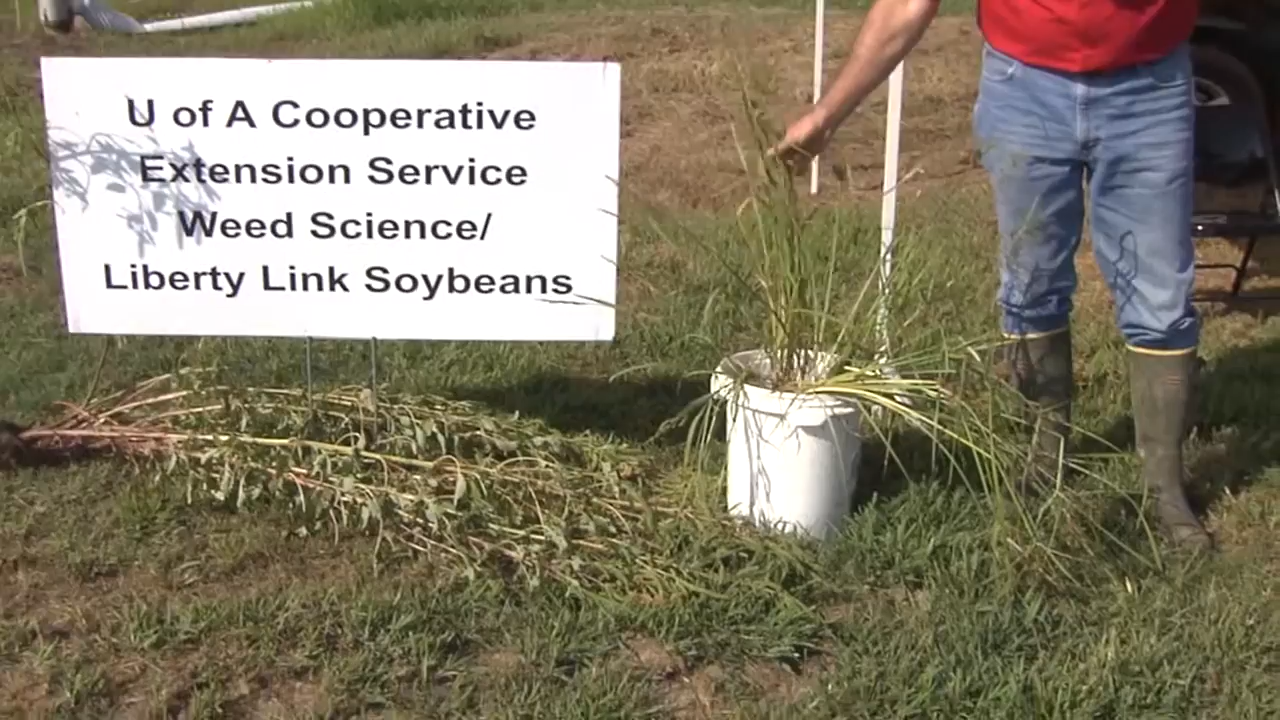 U of A Cooperative
Extension Service
Weed Science/
Liberty Link Soybeans